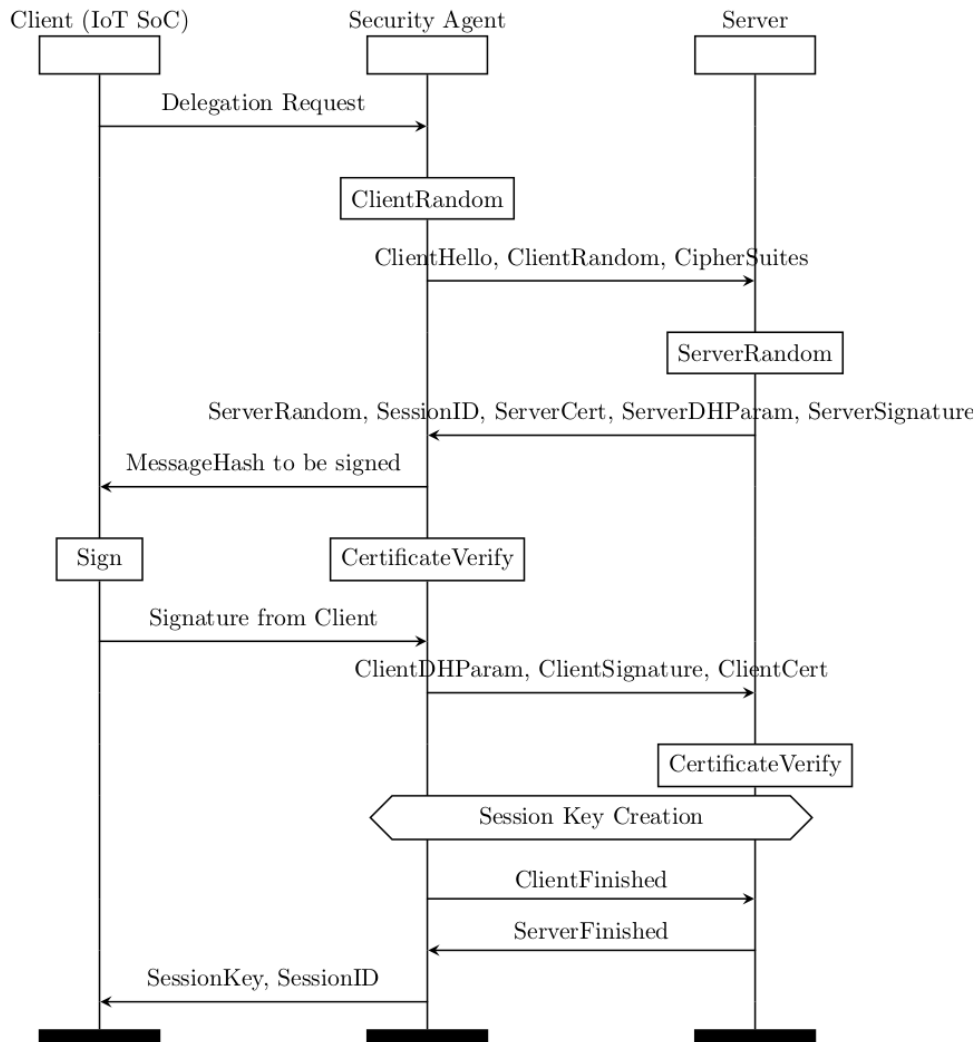 Client (IoT SoC)
Security Agent
Server
Delegation Request
ClientRandom
ClientHello, ClientRandom, CipherSuites
ServerRandom
ServerRandom, SessionID, ServerCert, ServerDHParam, ServerSignature
MessageHash to be signed
Sign
CertificateVerify
Signature from Client
ClientDHParam, ClientSignature, ClientCert
CertificateVerify
Session Key Creation
ClientFinished
ServerFinished
SessionKey, SessionID